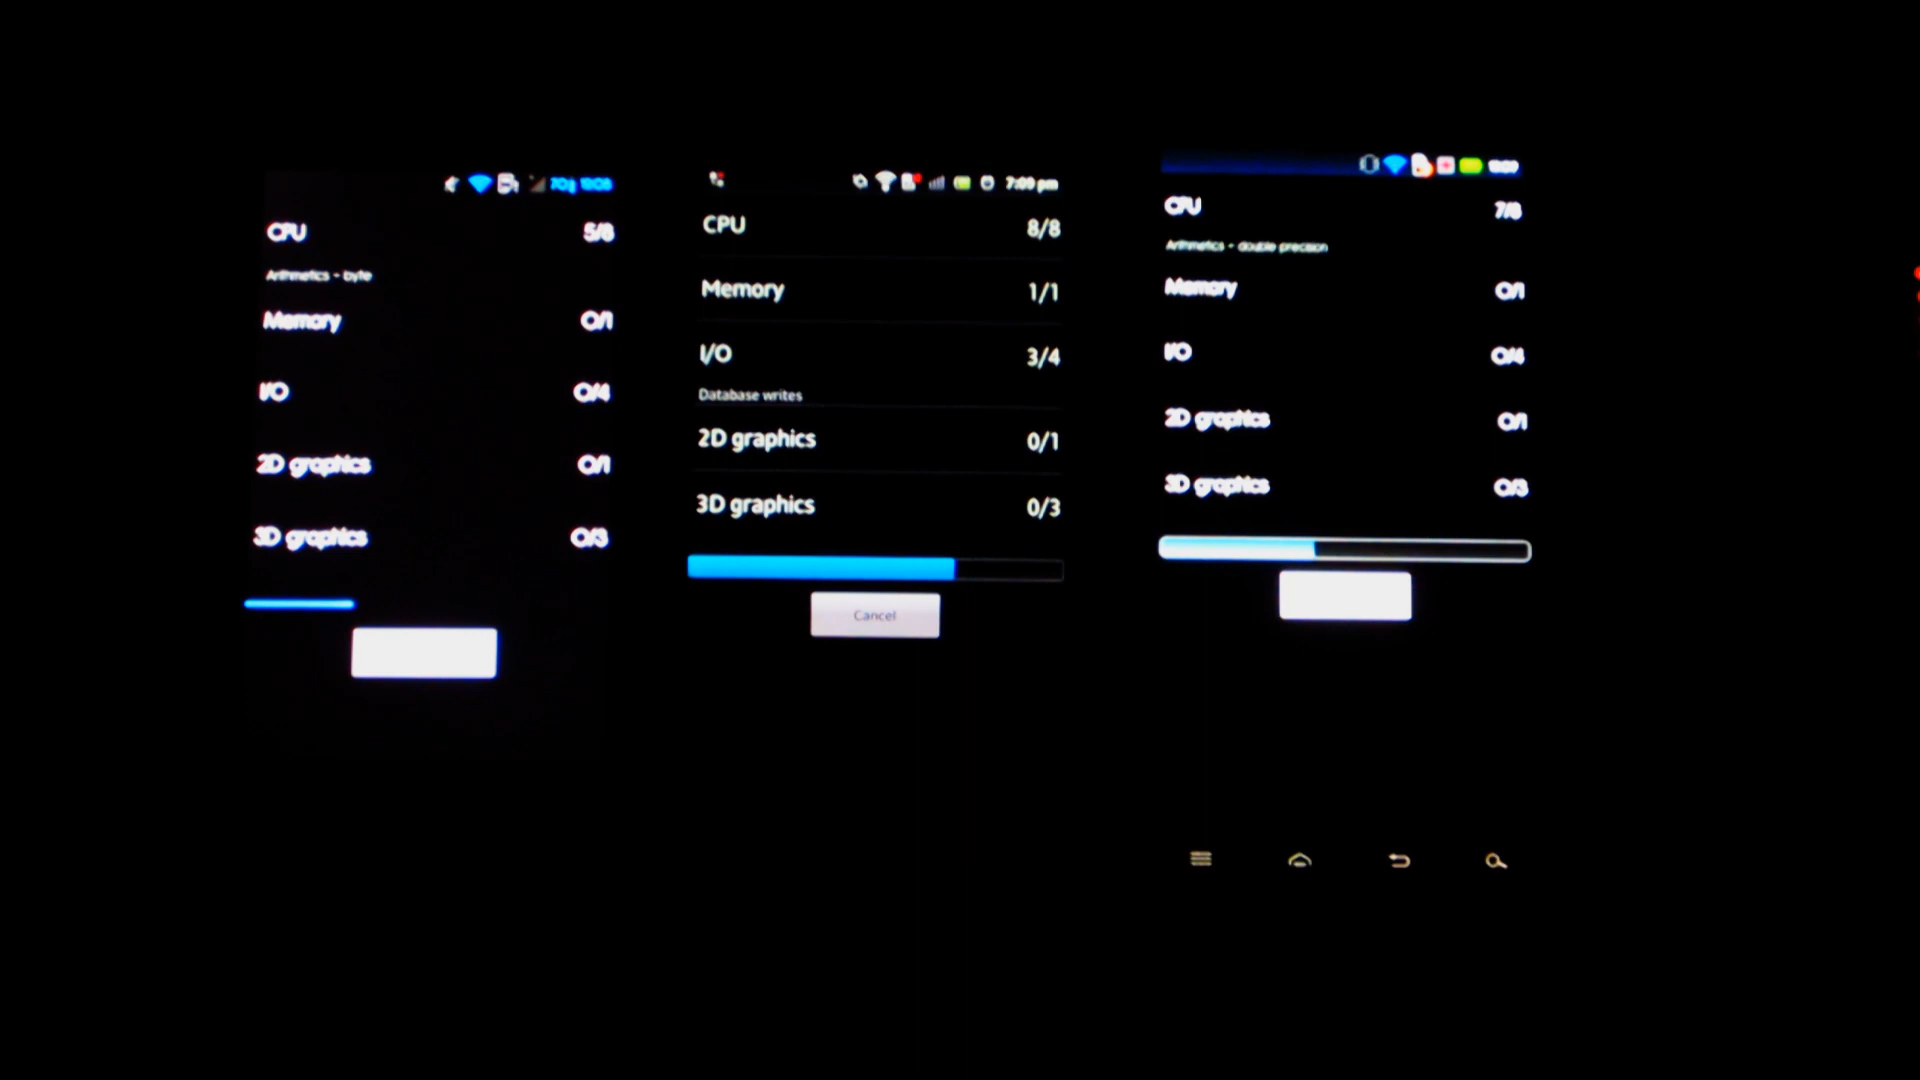 CPU 5/8
Arithmetics - byte
Memory 0/1
I/O 0/4
2D graphics 0/1
3D graphics 0/3
7:09 pm
CPU 8/8
Memory 1/1
I/O 3/4
Database writes
2D graphics 0/1
3D graphics 0/3
Cancel
CPU 7/8
Arithmetics - double precision
Memory 0/1
I/O 0/4
2D graphics 0/1
3D graphics 0/3